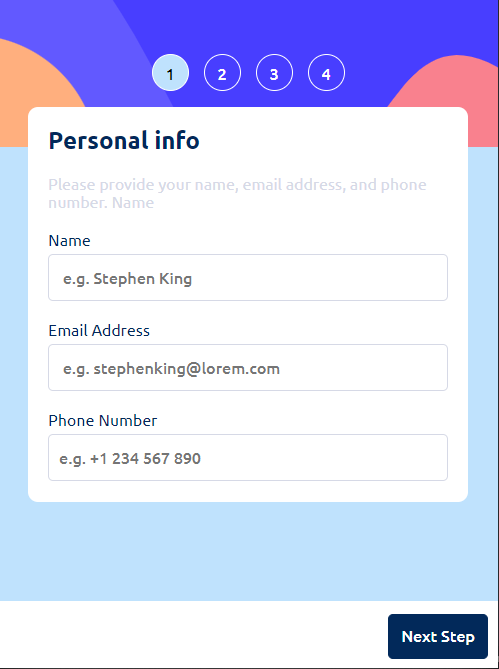 1 2 3 4
Personal info
Please provide your name, email address, and phone
number. Name
Name
e.g. Stephen King
Email Address
e.g. stephenking@lorem.com
Phone Number
e.g. +1 234 567 890
Next Step